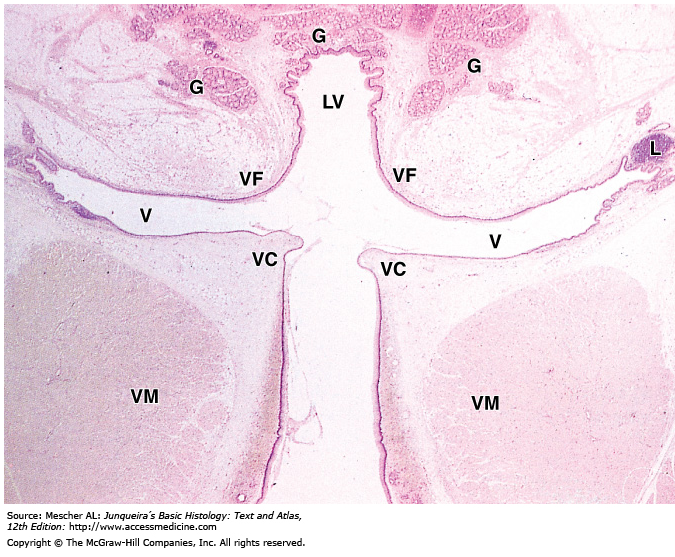 G
G
G
LV
L
VF
VF
V
V
VC
VC
VM
VM
Source: Mescher AL: Junqueira´s Basic Histology: Text and Atlas,
12th Edition: http://www.accessmedicine.com
Copyright © The McGraw-Hill Companies, Inc. All rights reserved.